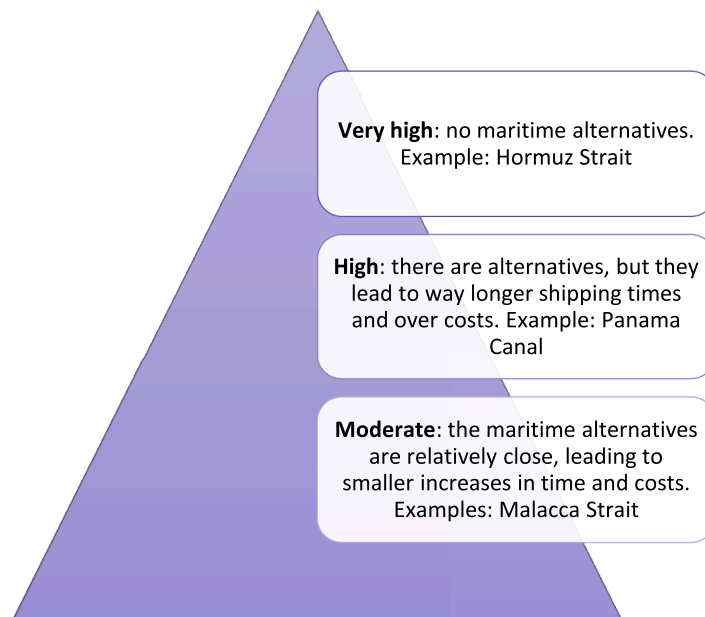 Very high: no maritime alternatives.
Example: Hormuz Strait
High: there are alternatives, but they
lead to way longer shipping times
and over costs. Example: Panama
Canal
Moderate: the maritime alternatives
are relatively close, leading to
smaller increases in time and costs.
Examples: Malacca Strait